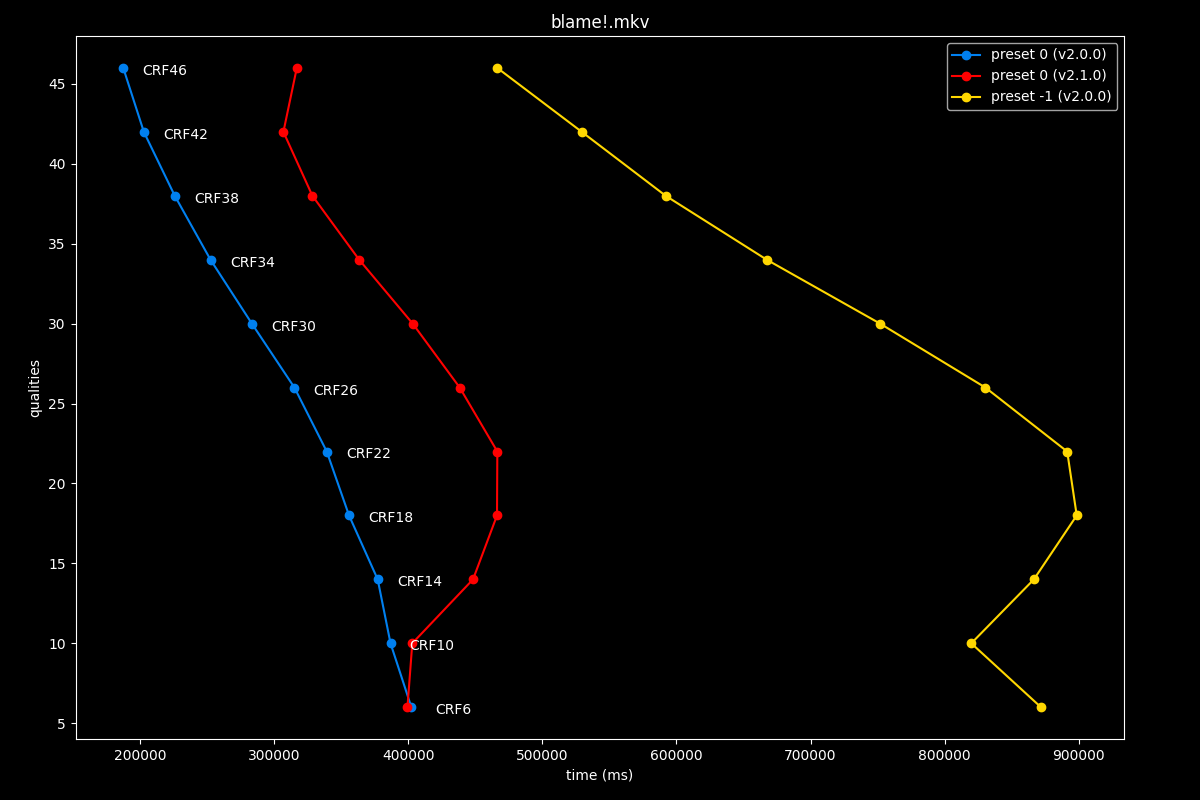 blame!.mkv
preset 0 (v2.0.0)
preset 0 (v2.1.0)
preset -1 (v2.0.0)
CRF46
CRF42
CRF38
CRF34
CRF30
CRF26
CRF22
CRF18
CRF14
CRF10
CRF6
45
40
35
30
25
20
15
10
5
qualities
200000
300000
400000
500000
600000
700000
800000
900000
time (ms)